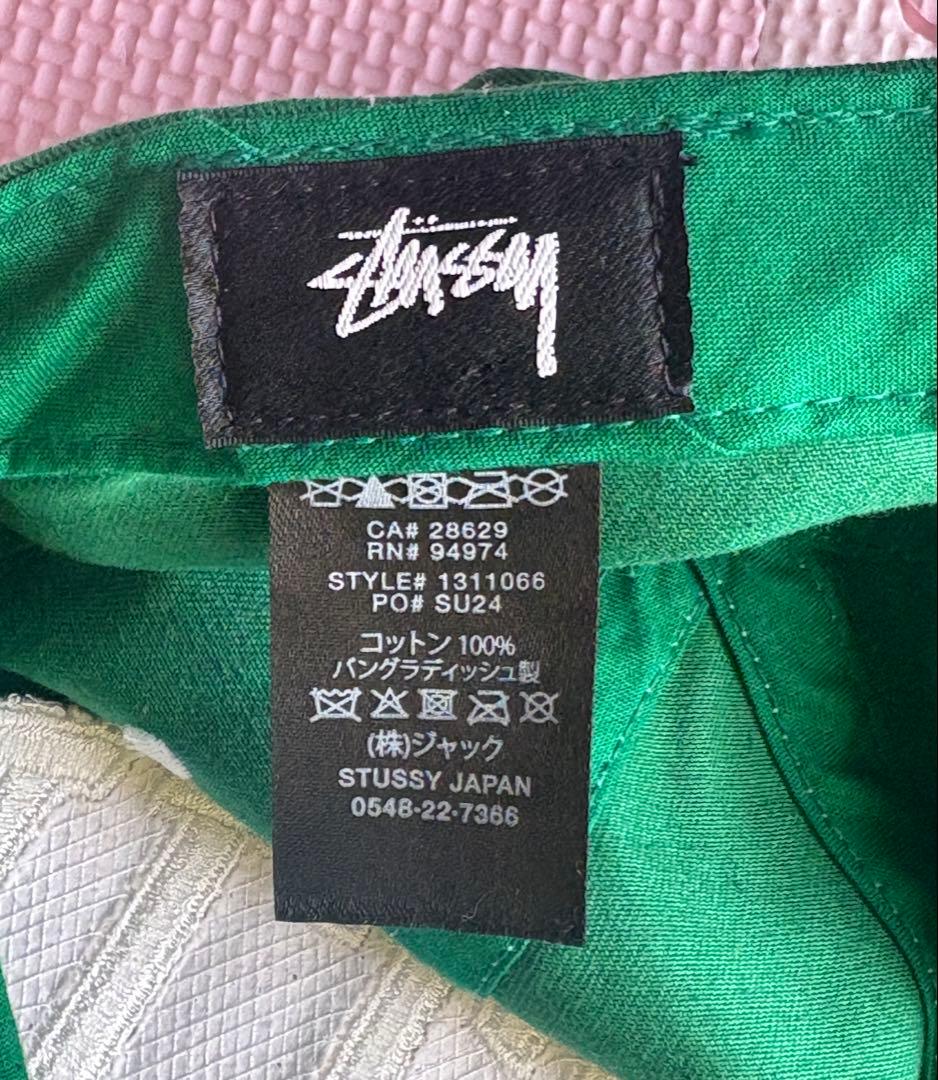 Stüssy
CA# 28629
RN# 94974
STYLE# 1311066
PO# SU24
コットン 100%
バングラディッシュ製
(株)ジャック
STUSSY JAPAN
0548-22-7366